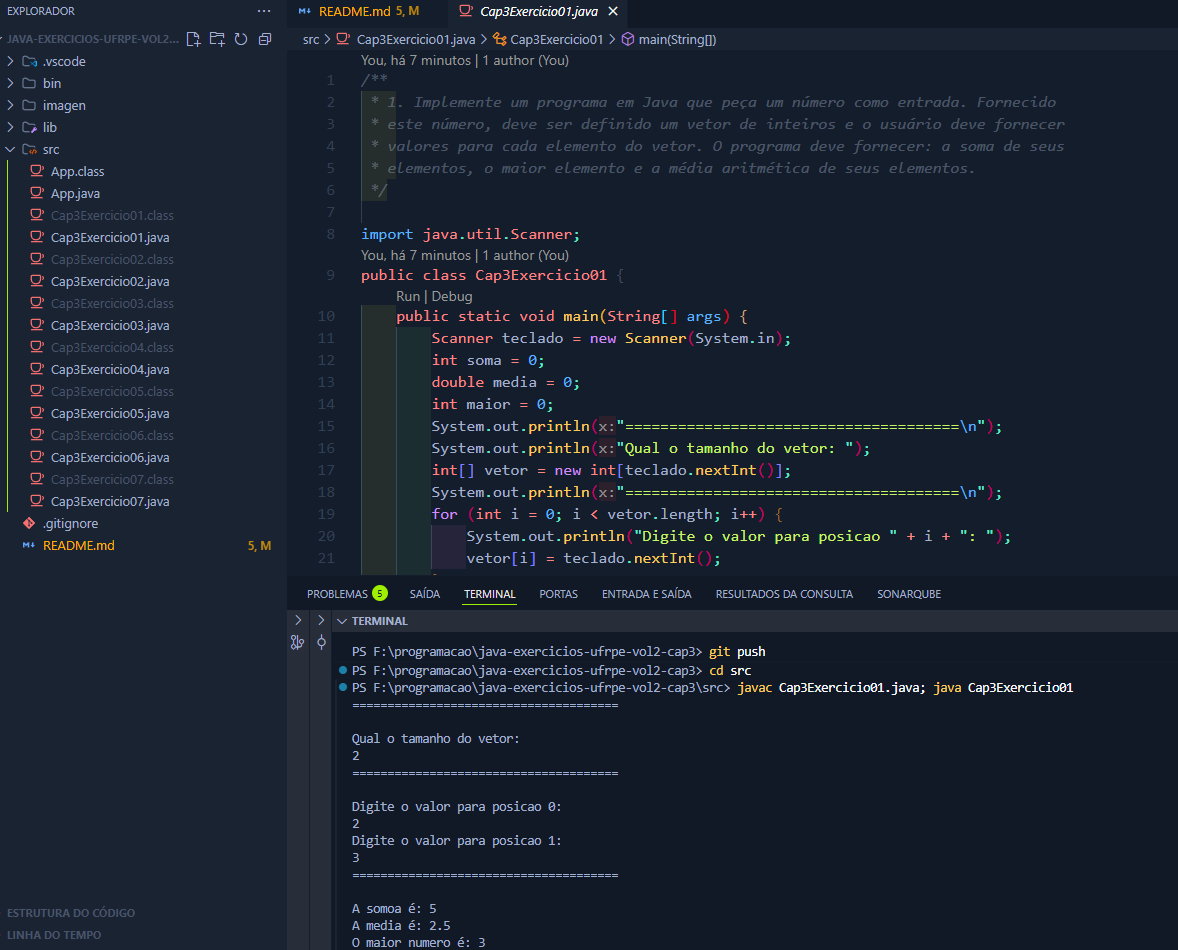 EXPLORADOR
JAVA-EXERCICIOS-UFRPE-VOL2...
.vscode
bin
imagen
lib
src
App.class
App.java
Cap3Exercicio01.class
Cap3Exercicio01.java
Cap3Exercicio02.class
Cap3Exercicio02.java
Cap3Exercicio03.class
Cap3Exercicio03.java
Cap3Exercicio04.class
Cap3Exercicio04.java
Cap3Exercicio05.class
Cap3Exercicio05.java
Cap3Exercicio06.class
Cap3Exercicio06.java
Cap3Exercicio07.class
Cap3Exercicio07.java
.gitignore
README.md 5, M
ESTRUTURA DO CÓDIGO
LINHA DO TEMPO
README.md 5, M Cap3Exercicio01.java
src > Cap3Exercicio01.java > Cap3Exercicio01 > main(String[])
You, há 7 minutos | 1 author (You)
1 /**
2 * 1. Implemente um programa em Java que peça um número como entrada. Fornecido
3 * este número, deve ser definido um vetor de inteiros e o usuário deve fornecer
4 * valores para cada elemento do vetor. O programa deve fornecer: a soma de seus
5 * elementos, o maior elemento e a média aritmética de seus elementos.
6 */
7
8 import java.util.Scanner;
You, há 7 minutos | 1 author (You)
9 public class Cap3Exercicio01 {
Run | Debug
10 public static void main(String[] args) {
11 Scanner teclado = new Scanner(System.in);
12 int soma = 0;
13 double media = 0;
14 int maior = 0;
15 System.out.println(x:"=====================================\n");
16 System.out.println(x:"Qual o tamanho do vetor: ");
17 int[] vetor = new int[teclado.nextInt()];
18 System.out.println(x:"=====================================\n");
19 for (int i = 0; i < vetor.length; i++) {
20 System.out.println("Digite o valor para posicao " + i + ": ");
21 vetor[i] = teclado.nextInt();
PROBLEMAS 5 SAÍDA TERMINAL PORTAS ENTRADA E SAÍDA RESULTADOS DA CONSULTA SONARQUBE
TERMINAL
PS F:\programacao\java-exercicios-ufrpe-vol2-cap3> git push
PS F:\programacao\java-exercicios-ufrpe-vol2-cap3> cd src
PS F:\programacao\java-exercicios-ufrpe-vol2-cap3\src> javac Cap3Exercicio01.java; java Cap3Exercicio01
=====================================
Qual o tamanho do vetor:
2
=====================================
Digite o valor para posicao 0:
2
Digite o valor para posicao 1:
3
=====================================
A somoa é: 5
A media é: 2.5
O maior numero é: 3